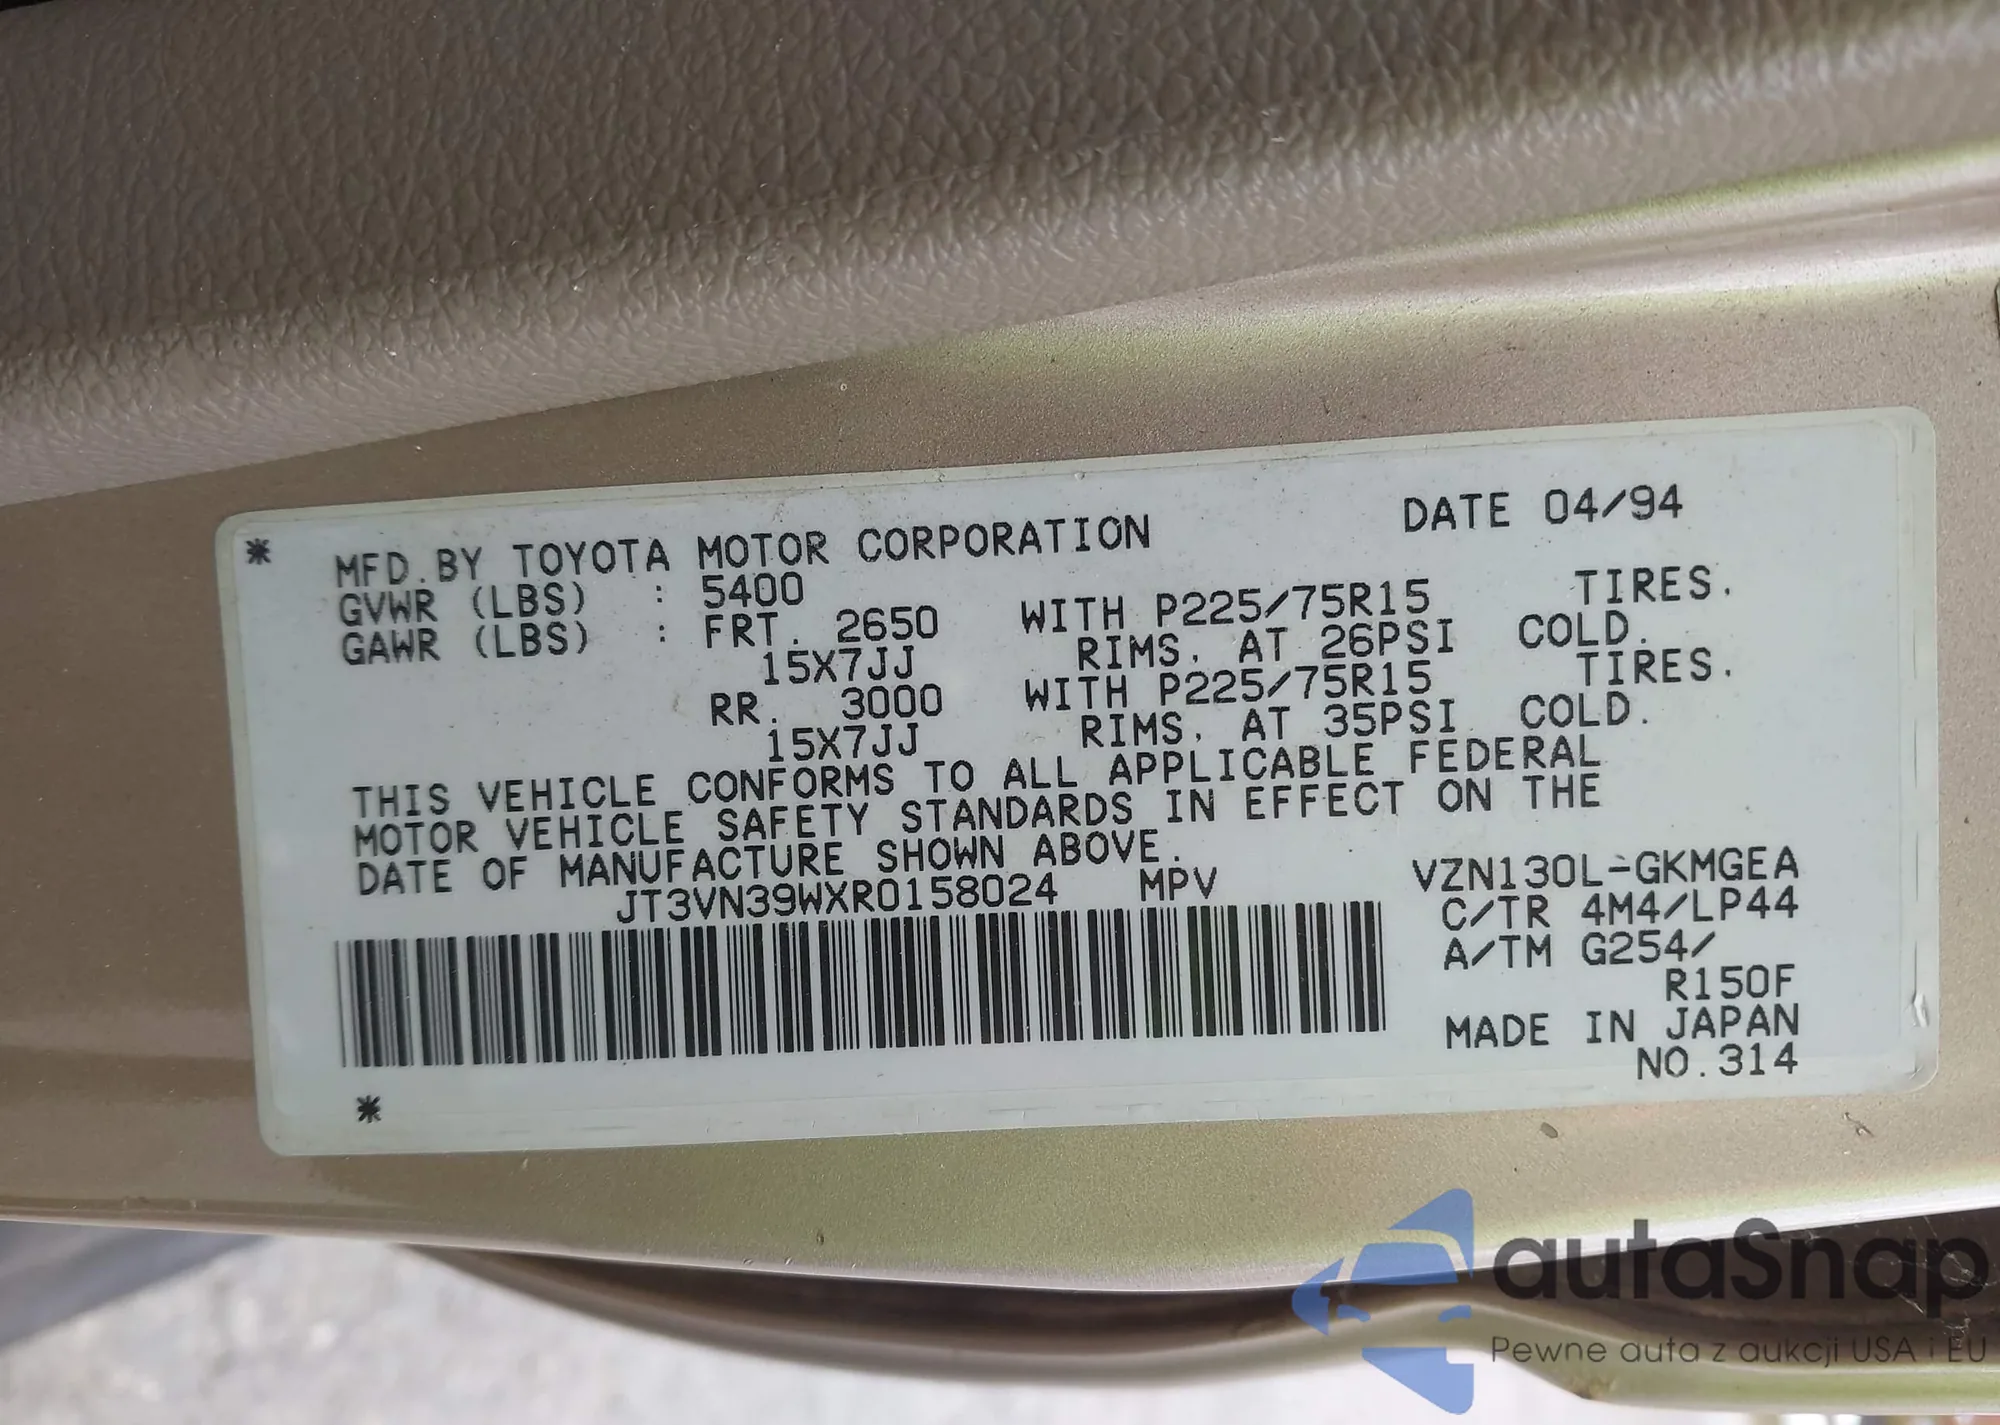 * MFD.BY TOYOTA MOTOR CORPORATION DATE 04/94
GVWR (LBS) : 5400
GAWR (LBS) : FRT. 2650 WITH P225/75R15 TIRES.
15X7JJ RIMS. AT 26PSI COLD.
RR. 3000 WITH P225/75R15 TIRES.
15X7JJ RIMS. AT 35PSI COLD.
THIS VEHICLE CONFORMS TO ALL APPLICABLE FEDERAL
MOTOR VEHICLE SAFETY STANDARDS IN EFFECT ON THE
DATE OF MANUFACTURE SHOWN ABOVE.
JT3VN39WXR0158024 MPV VZN130L-GKMGEA
C/TR 4M4/LP44
A/TM G254/
R150F
MADE IN JAPAN
NO.314
*
autaSnap
Pewne auta z aukcji USA i EU